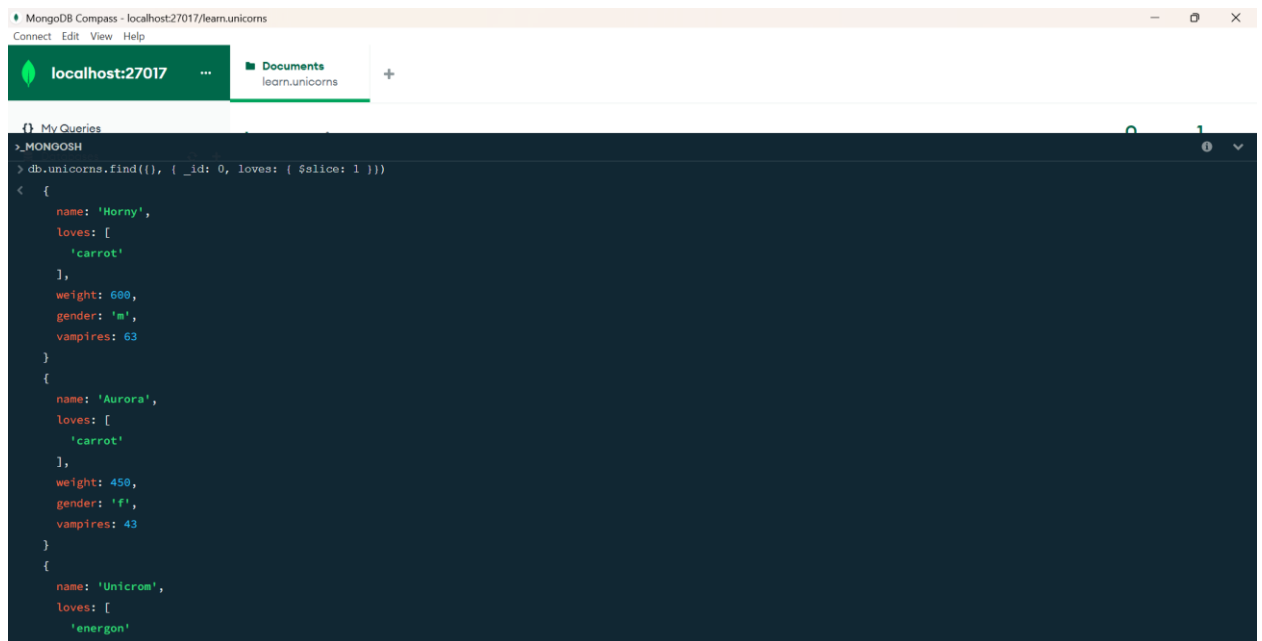 MongoDB Compass - localhost:27017/learn.unicorns
Connect Edit View Help
localhost:27017 ...
Documents
learn.unicorns
+
{} My Queries
>_MONGOSH
> db.unicorns.find({}, { _id: 0, loves: { $slice: 1 }})
< {
name: 'Horny',
loves: [
'carrot'
],
weight: 600,
gender: 'm',
vampires: 63
}
{
name: 'Aurora',
loves: [
'carrot'
],
weight: 450,
gender: 'f',
vampires: 43
}
{
name: 'Unicrom',
loves: [
'energon'